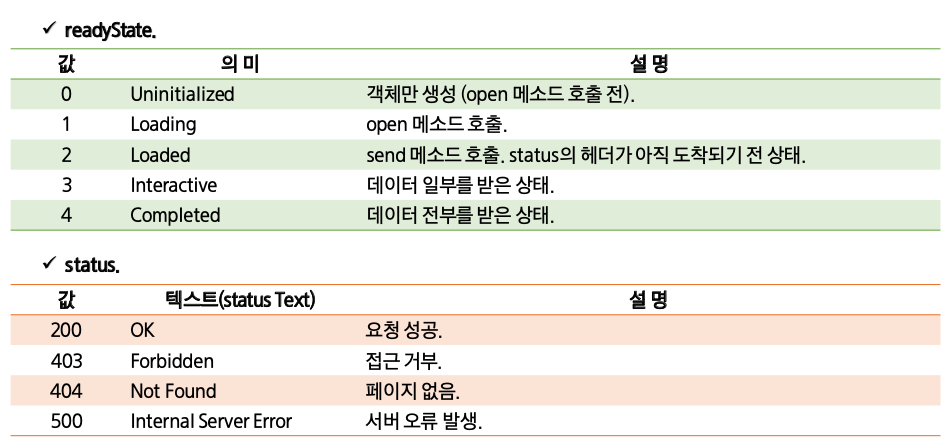 ✓ readyState.
값 의 미 설 명
0 Uninitialized 객체만 생성 (open 메소드 호출 전).
1 Loading open 메소드 호출.
2 Loaded send 메소드 호출. status의 헤더가 아직 도착되기 전 상태.
3 Interactive 데이터 일부를 받은 상태.
4 Completed 데이터 전부를 받은 상태.
✓ status.
값 텍스트(status Text) 설 명
200 OK 요청 성공.
403 Forbidden 접근 거부.
404 Not Found 페이지 없음.
500 Internal Server Error 서버 오류 발생.